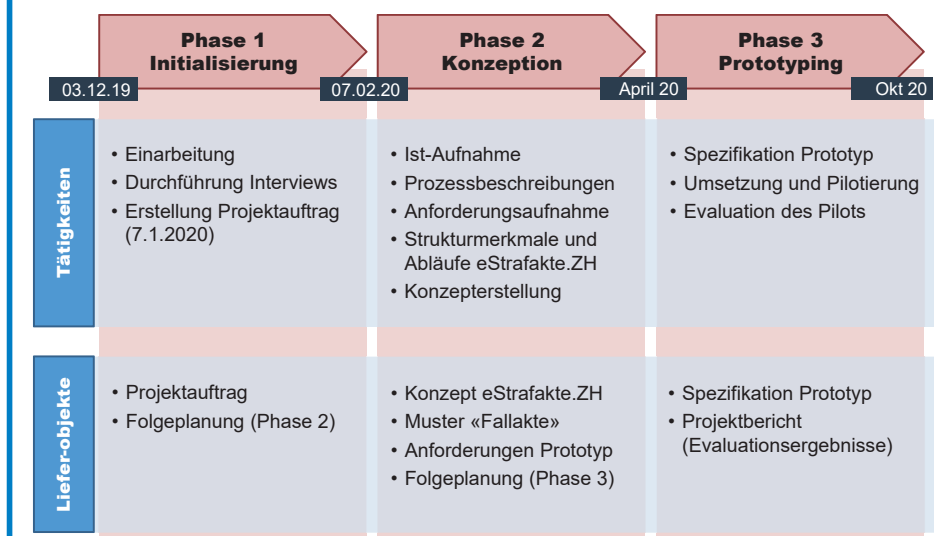 Phase 1
Initialisierung
Phase 2
Konzeption
Phase 3
Prototyping
03.12.19
07.02.20
April 20
Okt 20
Tätigkeiten
• Einarbeitung
• Durchführung Interviews
• Erstellung Projektauftrag
(7.1.2020)
• Ist-Aufnahme
• Prozessbeschreibungen
• Anforderungsaufnahme
• Strukturmerkmale und
Abläufe eStrafakte.ZH
• Konzepterstellung
• Spezifikation Prototyp
• Umsetzung und Pilotierung
• Evaluation des Pilots
Liefer-objekte
• Projektauftrag
• Folgeplanung (Phase 2)
• Konzept eStrafakte.ZH
• Muster «Fallakte»
• Anforderungen Prototyp
• Folgeplanung (Phase 3)
• Spezifikation Prototyp
• Projektbericht
(Evaluationsergebnisse)